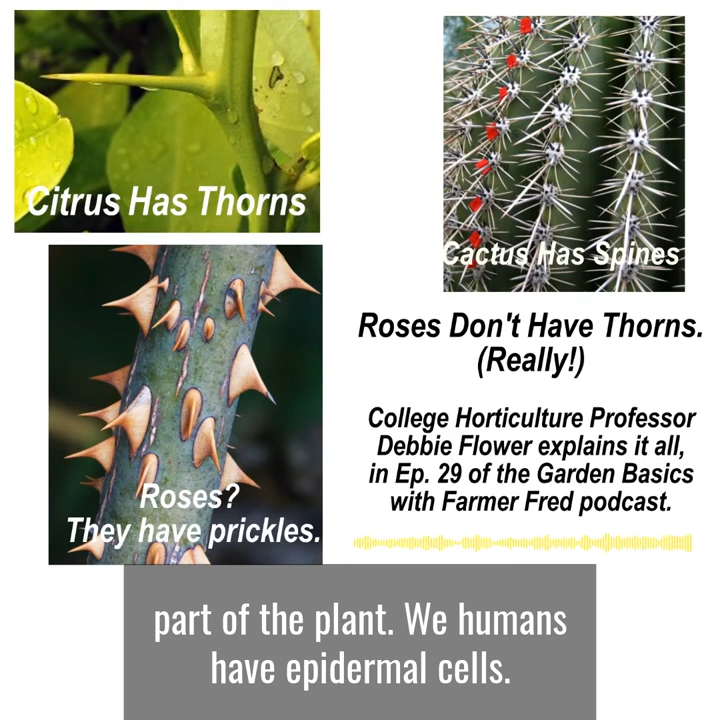 Citrus Has Thorns
Cactus Has Spines
Roses Don't Have Thorns.
(Really!)
College Horticulture Professor
Debbie Flower explains it all,
in Ep. 29 of the Garden Basics
with Farmer Fred podcast.
Roses?
They have prickles.
part of the plant. We humans
have epidermal cells.